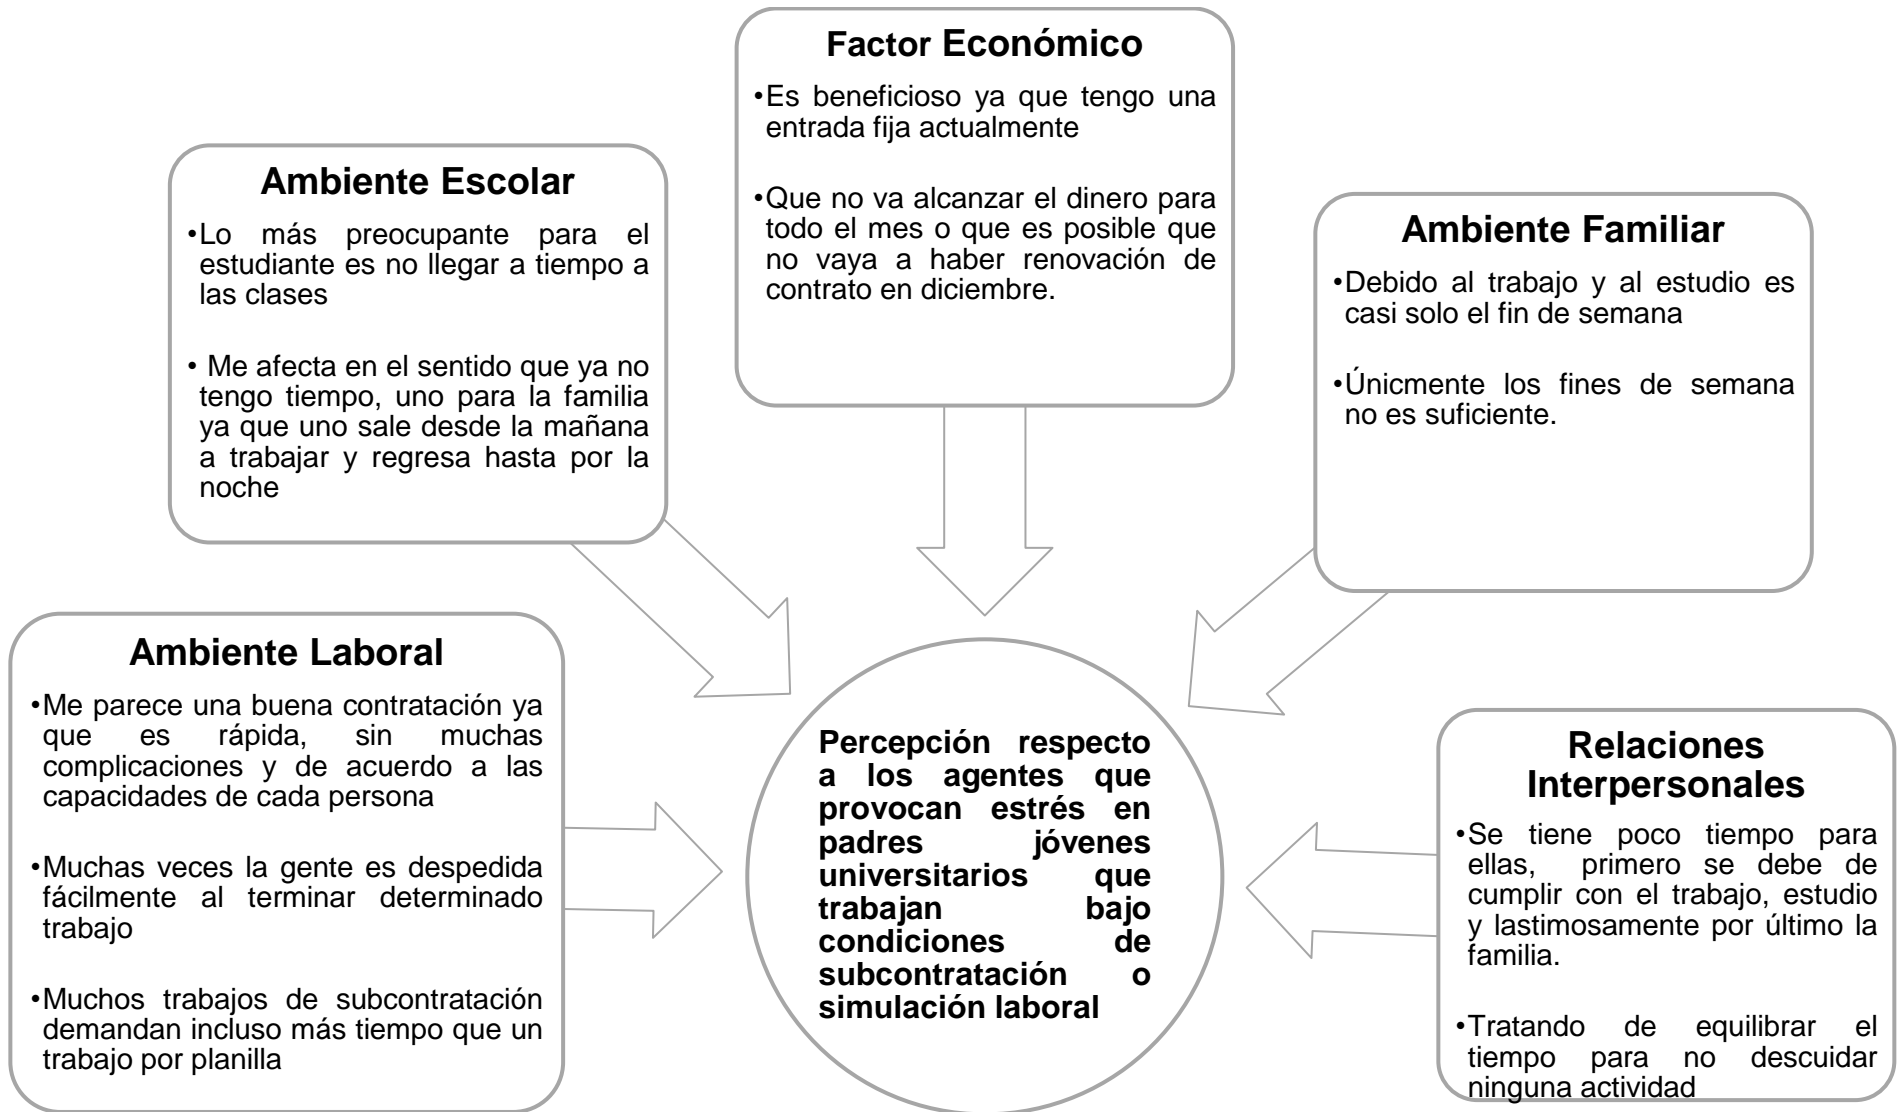 Factor Económico
•Es beneficioso ya que tengo una
entrada fija actualmente
•Que no va alcanzar el dinero para
todo el mes o que es posible que
no vaya a haber renovación de
contrato en diciembre.
Ambiente Escolar
•Lo más preocupante para el
estudiante es no llegar a tiempo a
las clases
• Me afecta en el sentido que ya no
tengo tiempo, uno para la familia
ya que uno sale desde la mañana
a trabajar y regresa hasta por la
noche
Ambiente Familiar
•Debido al trabajo y al estudio es
casi solo el fin de semana
•Únicmente los fines de semana
no es suficiente.
Ambiente Laboral
•Me parece una buena contratación ya
que es rápida, sin muchas
complicaciones y de acuerdo a las
capacidades de cada persona
•Muchas veces la gente es despedida
fácilmente al terminar determinado
trabajo
•Muchos trabajos de subcontratación
demandan incluso más tiempo que un
trabajo por planilla
Percepción respecto
a los agentes que
provocan estrés en
padres jóvenes
universitarios que
trabajan bajo
condiciones de
subcontratación o
simulación laboral
Relaciones
Interpersonales
•Se tiene poco tiempo para
ellas, primero se debe de
cumplir con el trabajo, estudio
y lastimosamente por último la
familia.
•Tratando de equilibrar el
tiempo para no descuidar
ninguna actividad